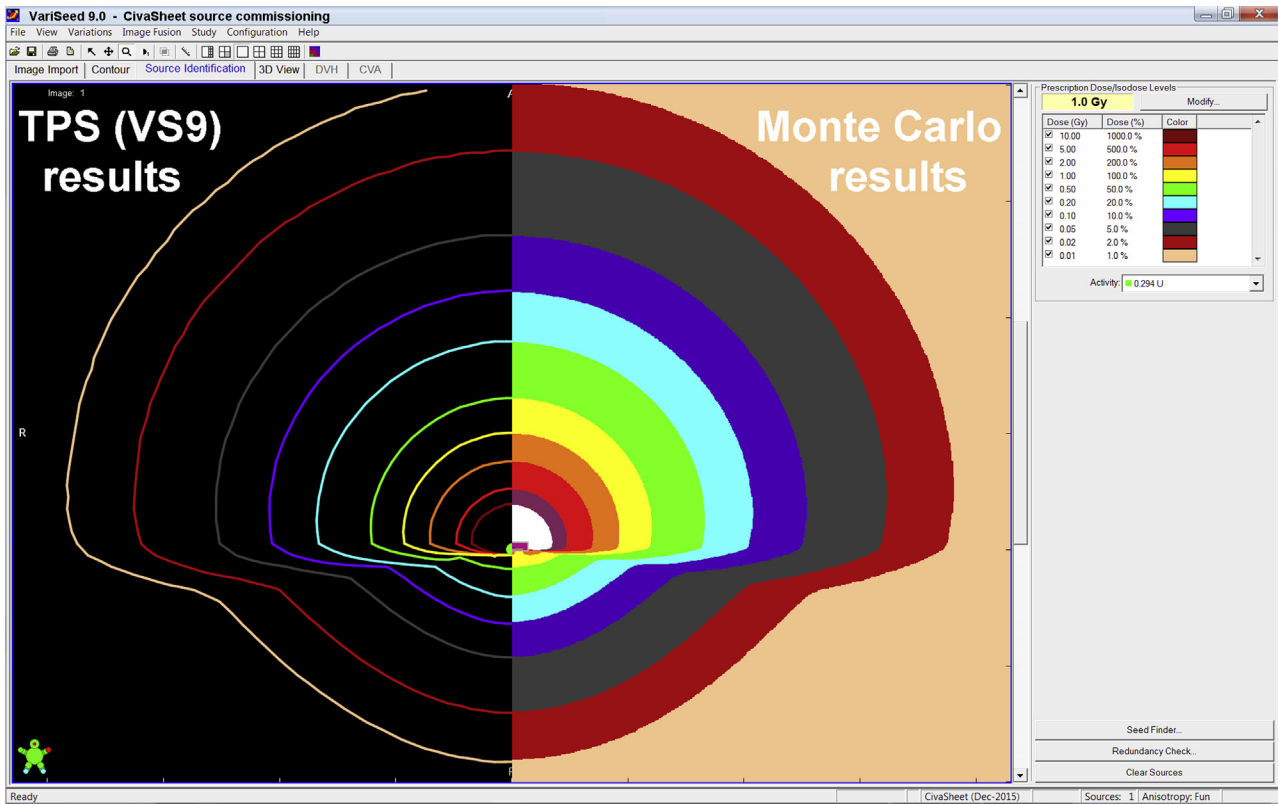 VariSeed 9.0 - CivaSheet source commissioning
File View Variations Image Fusion Study Configuration Help
Image Import Contour Source Identification 3D View DVH CVA
Image: 1
A
TPS (VS9)
results
Monte Carlo
results
R
Prescription Dose/Isodose Levels
1.0 Gy Modify...
Dose (Gy) Dose (%) Color
10.00 1000.0 %
5.00 500.0 %
2.00 200.0 %
1.00 100.0 %
0.50 50.0 %
0.20 20.0 %
0.10 10.0 %
0.05 5.0 %
0.02 2.0 %
0.01 1.0 %
Activity: 0.294 U
Seed Finder...
Redundancy Check...
Clear Sources
Ready CivaSheet (Dec-2015) Sources: 1 Anisotropy: Fun